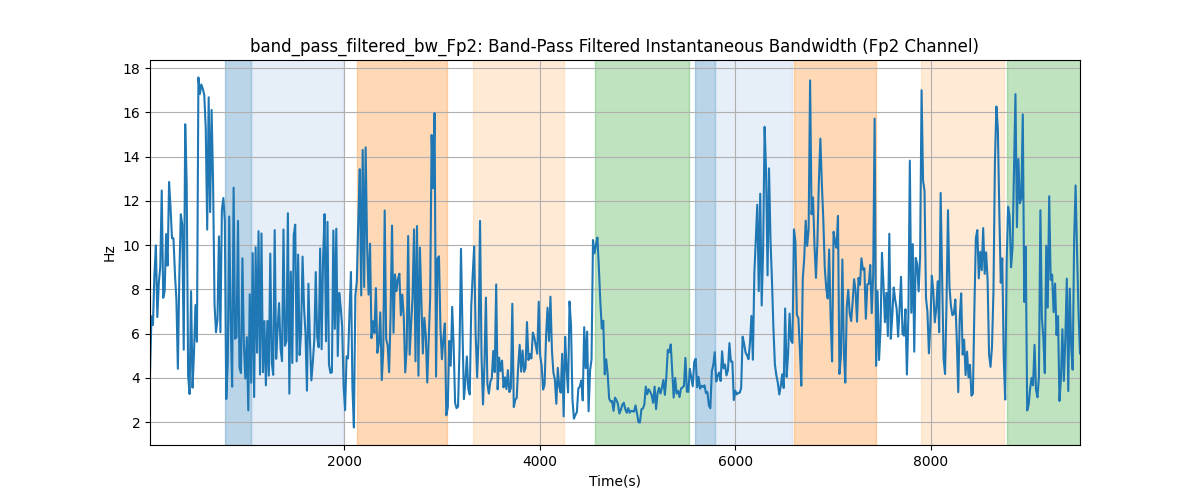 band_pass_filtered_bw_Fp2: Band-Pass Filtered Instantaneous Bandwidth (Fp2 Channel)
18
16
14
12
10
8
6
4
2
Hz
2000 4000 6000 8000
Time(s)